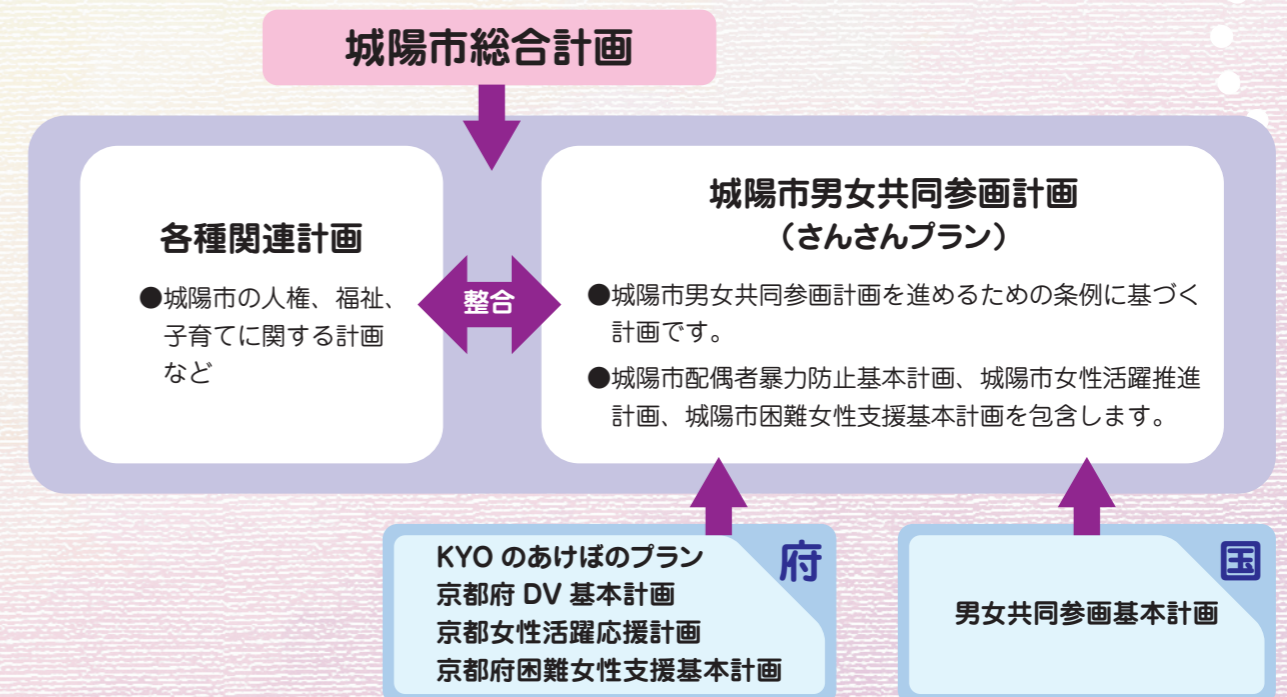 城陽市総合計画
各種関連計画
●城陽市の人権、福祉、
子育てに関する計画
など
整合
城陽市男女共同参画計画
（さんさんプラン）
●城陽市男女共同参画計画を進めるための条例に基づく
計画です。
●城陽市配偶者暴力防止基本計画、城陽市女性活躍推進
計画、城陽市困難女性支援基本計画を包含します。
府
KYO のあけぼのプラン
京都府 DV 基本計画
京都女性活躍応援計画
京都府困難女性支援基本計画
国
男女共同参画基本計画